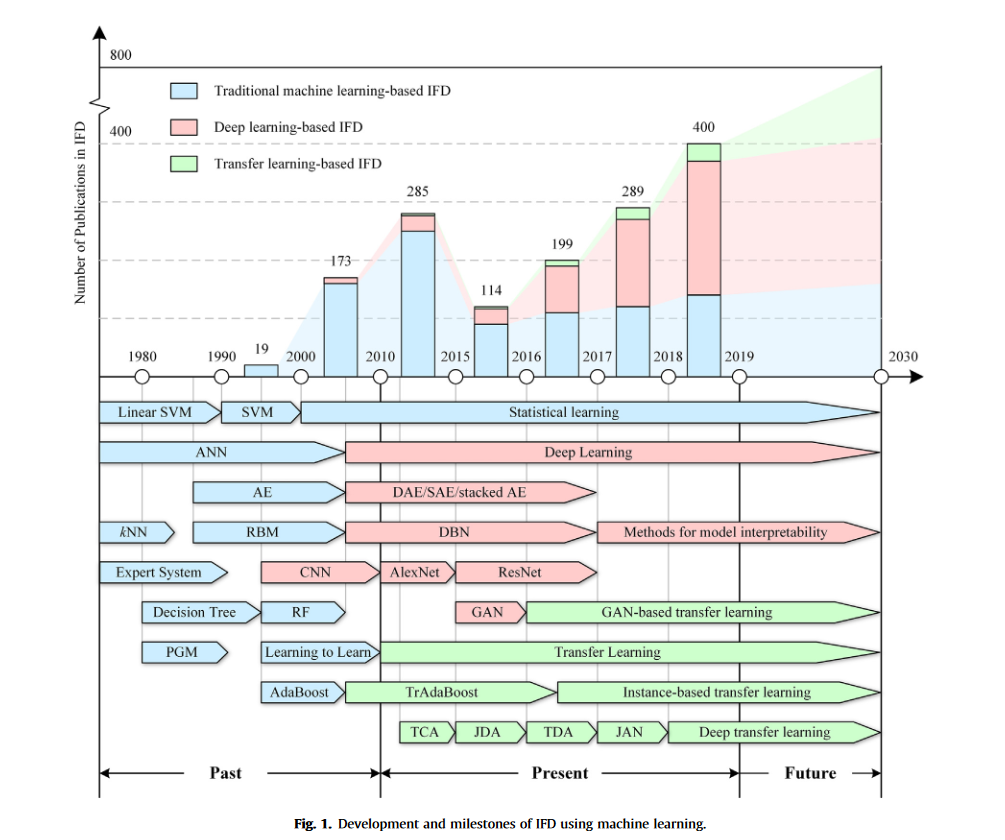 800
Traditional machine learning-based IFD
Deep learning-based IFD
Transfer learning-based IFD
400
Number of Publications in IFD
19
173
285
114
199
289
400
1980
1990
2000
2010
2015
2016
2017
2018
2019
2030
Linear SVM
SVM
Statistical learning
ANN
Deep Learning
AE
DAE/SAE/stacked AE
kNN
RBM
DBN
Methods for model interpretability
Expert System
CNN
AlexNet
ResNet
Decision Tree
RF
GAN
GAN-based transfer learning
PGM
Learning to Learn
Transfer Learning
AdaBoost
TrAdaBoost
Instance-based transfer learning
TCA
JDA
TDA
JAN
Deep transfer learning
Past
Present
Future
Fig. 1. Development and milestones of IFD using machine learning.